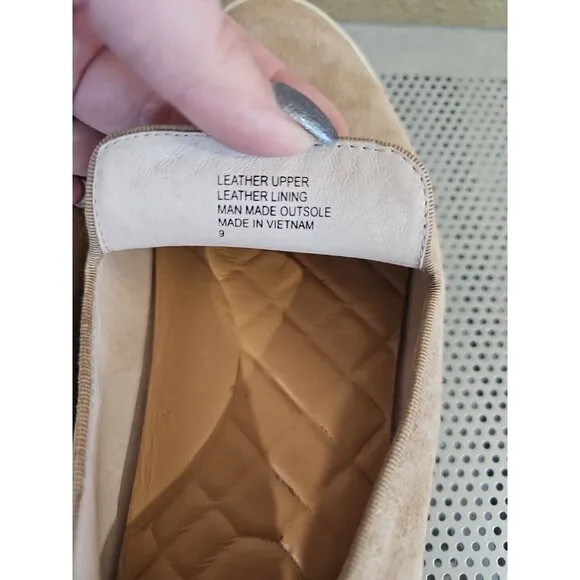 LEATHER UPPER
LEATHER LINING
MAN MADE OUTSOLE
MADE IN VIETNAM
9